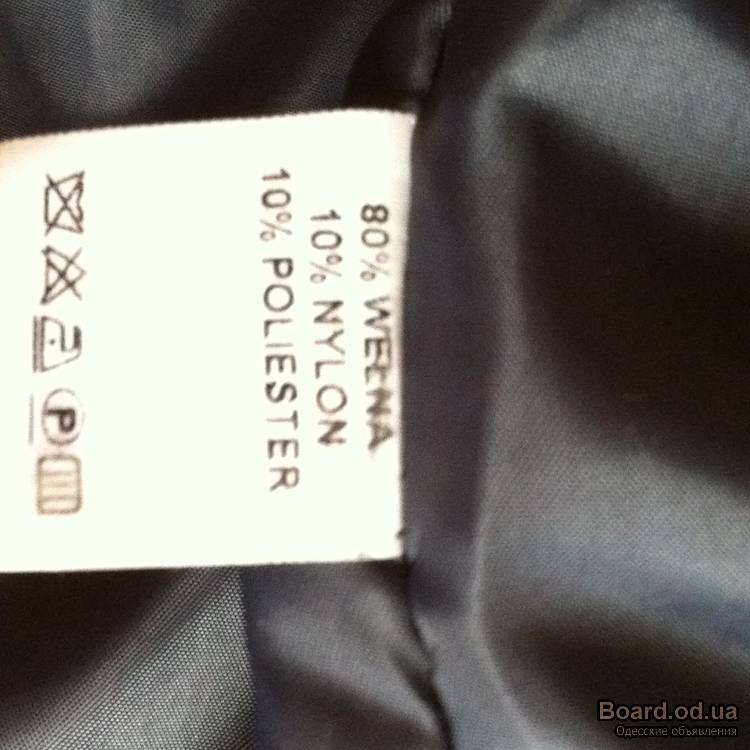 80% WEŁNA
10% NYLON
10% POLIESTER
P
Board.od.ua
Одесские объявления